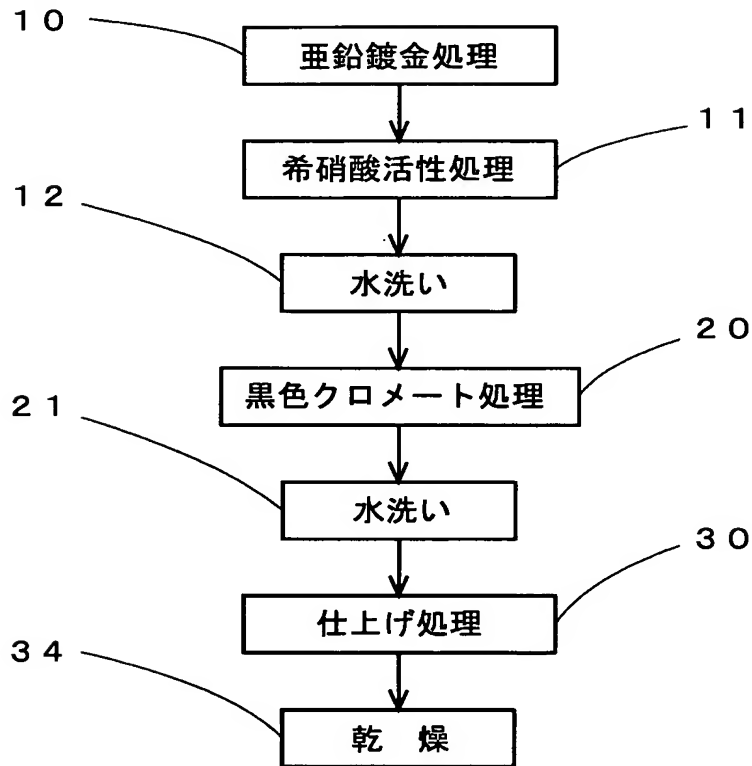 １０
亜鉛鍍金処理
１１
希硝酸活性処理
１２
水洗い
２０
黒色クロメート処理
２１
水洗い
３０
仕上げ処理
３４
乾　燥